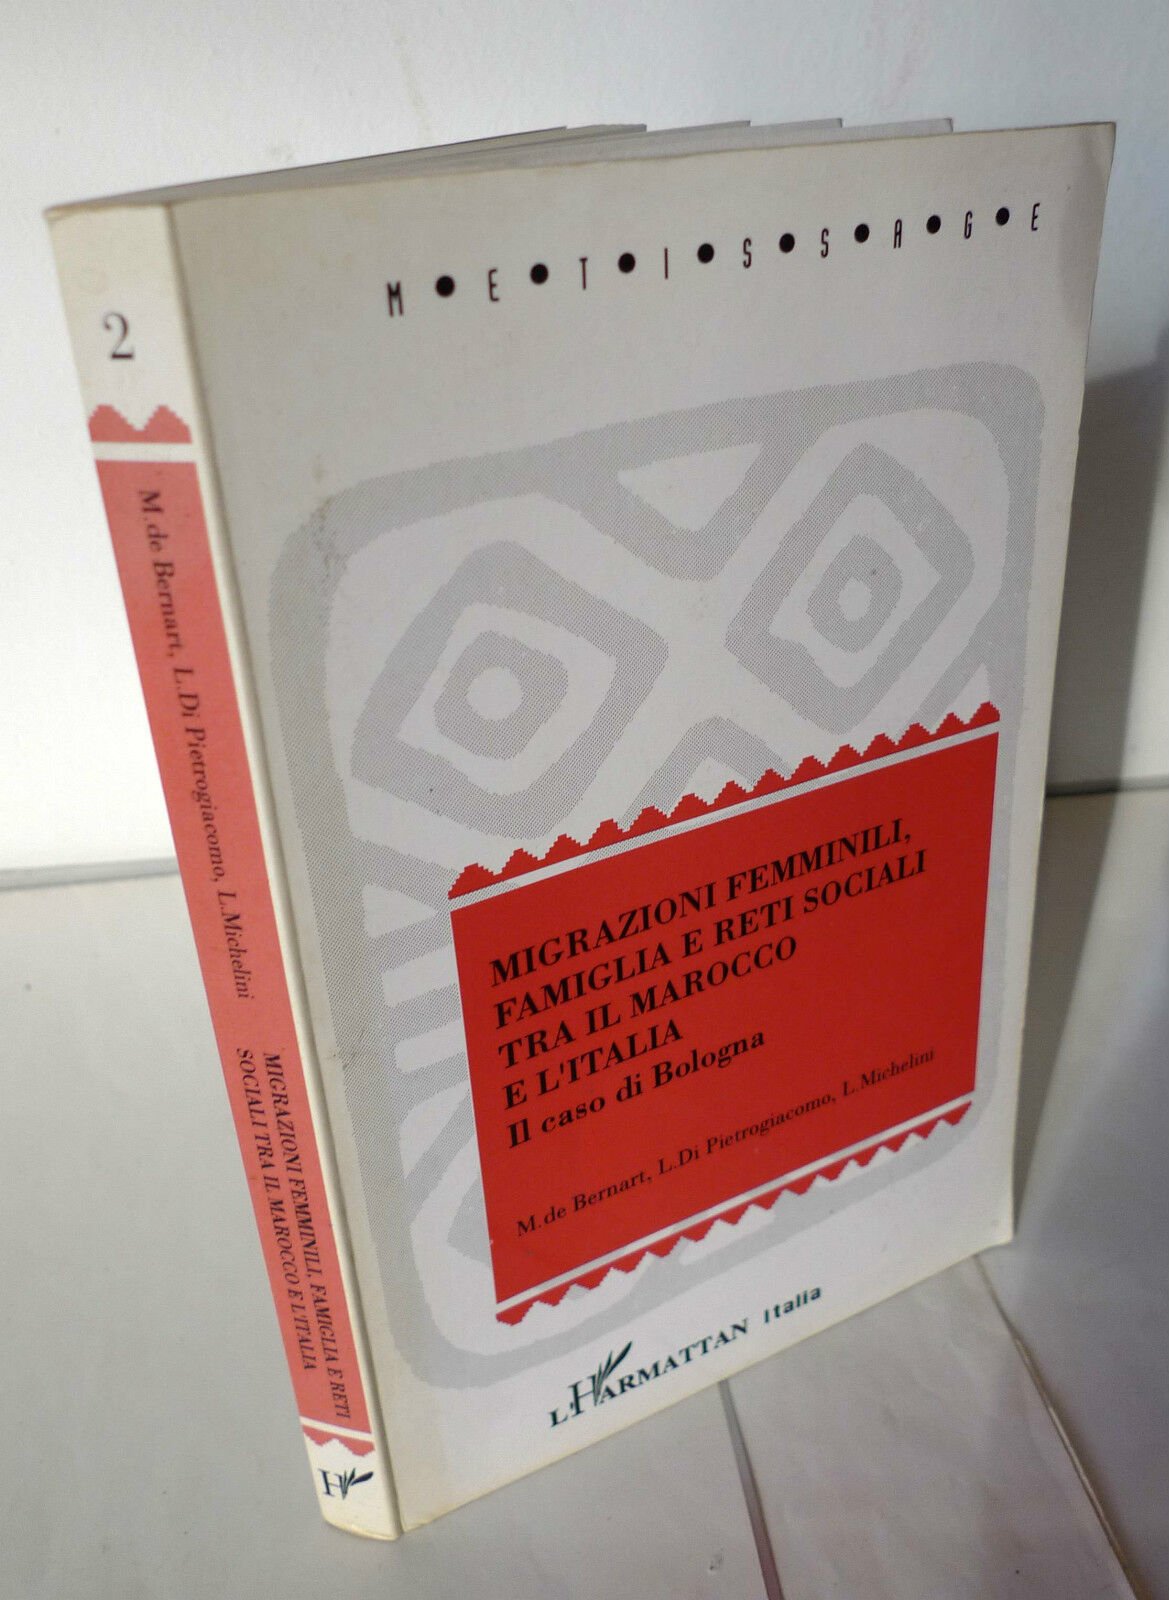 M • E • T • I • S • S • A • G • E
MIGRAZIONI FEMMINILI,
FAMIGLIA E RETI SOCIALI
TRA IL MAROCCO
E L'ITALIA
Il caso di Bologna
M. de Bernart, L. Di Pietrogiacomo, L. Michelini
L'HARMATTAN Italia
2
M. de Bernart, L. Di Pietrogiacomo, L. Michelini
MIGRAZIONI FEMMINILI, FAMIGLIA E RETI
SOCIALI TRA IL MAROCCO E L'ITALIA
H